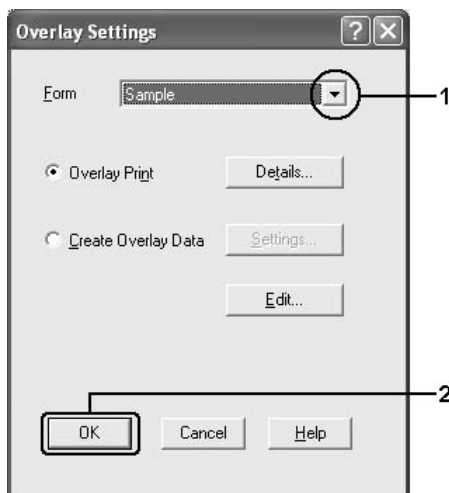 Overlay Settings
Form Sample 1
Overlay Print Details...
Create Overlay Data Settings...
Edit...
2
OK Cancel Help